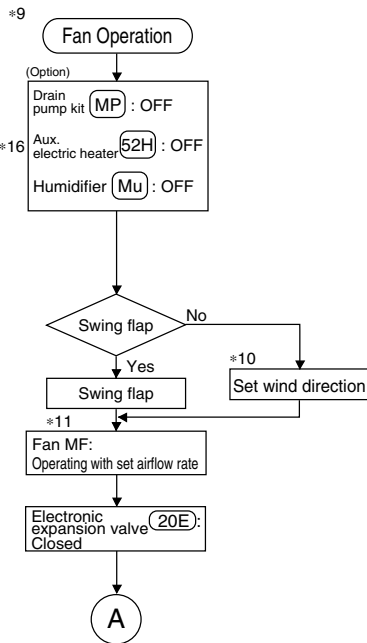 *9
Fan Operation
(Option)
Drain
pump kit MP : OFF
*16 Aux.
electric heater 52H : OFF
Humidifier Mu : OFF
Swing flap
No
Yes
*10
Swing flap
Set wind direction
*11
Fan MF:
Operating with set airflow rate
Electronic
expansion valve 20E :
Closed
A